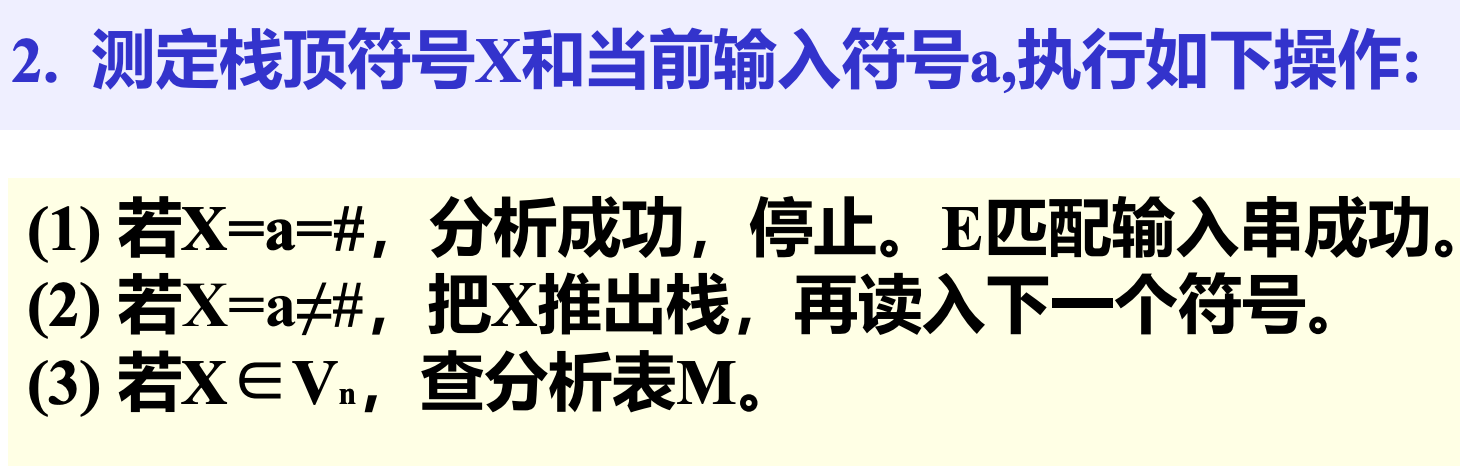 2. 测定栈顶符号X和当前输入符号a,执行如下操作:
(1) 若X=a=#，分析成功，停止。E匹配输入串成功。
(2) 若X=a≠#，把X推出栈，再读入下一个符号。
(3) 若X∈Vₙ，查分析表M。